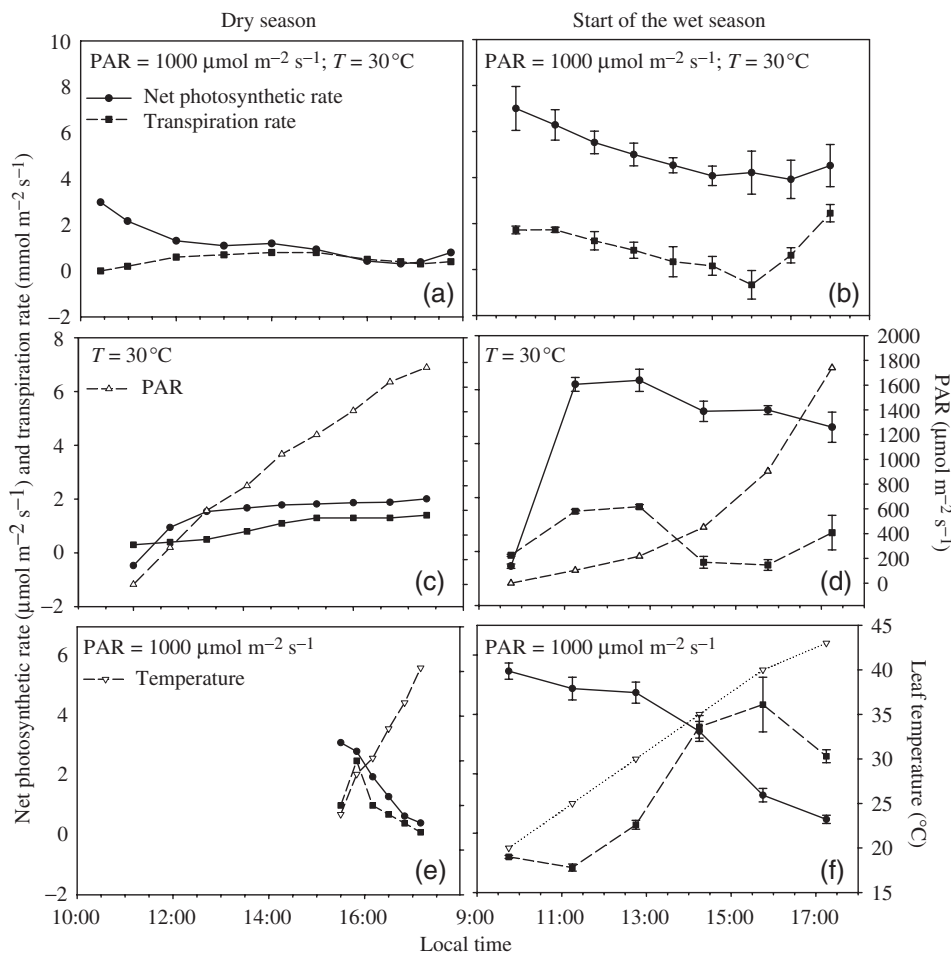 Dry season
Start of the wet season
10
8
6
4
2
0
−2
PAR = 1000 μmol m−2 s−1; T = 30°C
Net photosynthetic rate
Transpiration rate
(a)
PAR = 1000 μmol m−2 s−1; T = 30°C
(b)
8
6
4
2
0
−2
T = 30°C
PAR
(c)
T = 30°C
(d)
2000
1800
1600
1400
1200
1000
800
600
400
200
0
PAR (μmol m−2 s−1)
6
4
2
0
−2
PAR = 1000 μmol m−2 s−1
Temperature
(e)
PAR = 1000 μmol m−2 s−1
(f)
45
40
35
30
25
20
15
Leaf temperature (°C)
Net photosynthetic rate (μmol m−2 s−1) and transpiration rate (mmol m−2 s−1)
10:00 12:00 14:00 16:00 9:00 11:00 13:00 15:00 17:00
Local time